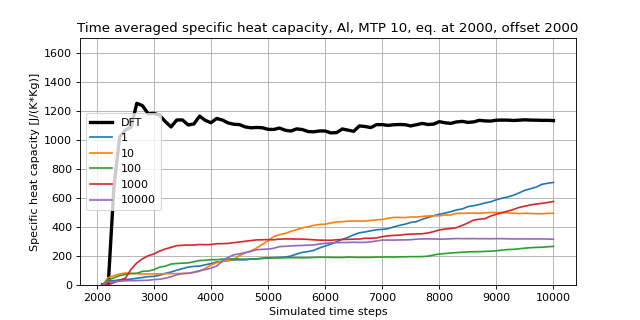 Time averaged specific heat capacity, Al, MTP 10, eq. at 2000, offset 2000
Specific heat capacity [J/(K*Kg)]
1600
1400
1200
1000
800
600
400
200
0
DFT
1
10
100
1000
10000
2000 3000 4000 5000 6000 7000 8000 9000 10000
Simulated time steps